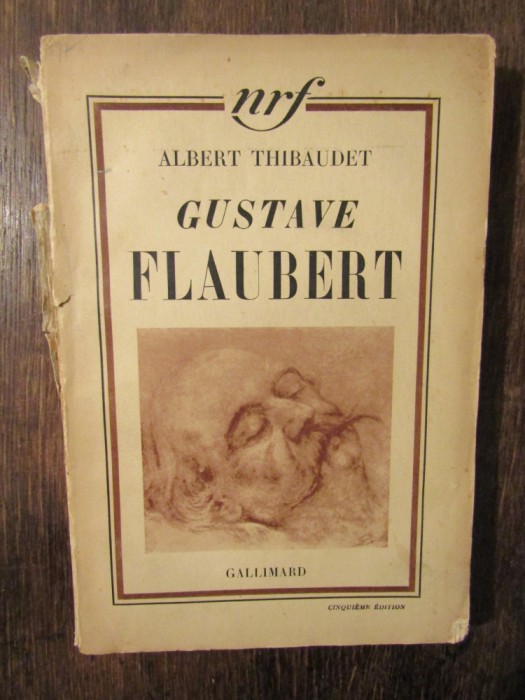 nrf
ALBERT THIBAUDET
GUSTAVE
FLAUBERT
GALLIMARD
CINQUIÈME ÉDITION